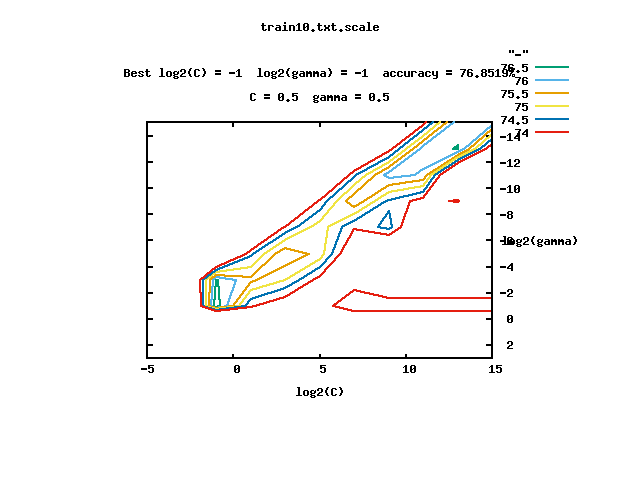 train10.txt.scale
"-"
Best log2(C) = -1  log2(gamma) = -1  accuracy = 76.8519%
76.5
76
C = 0.5  gamma = 0.5
75.5
75
74.5
74
-14
-12
-10
-8
-6
log2(gamma)
-4
-2
0
2
-5 0 5 10 15
log2(C)